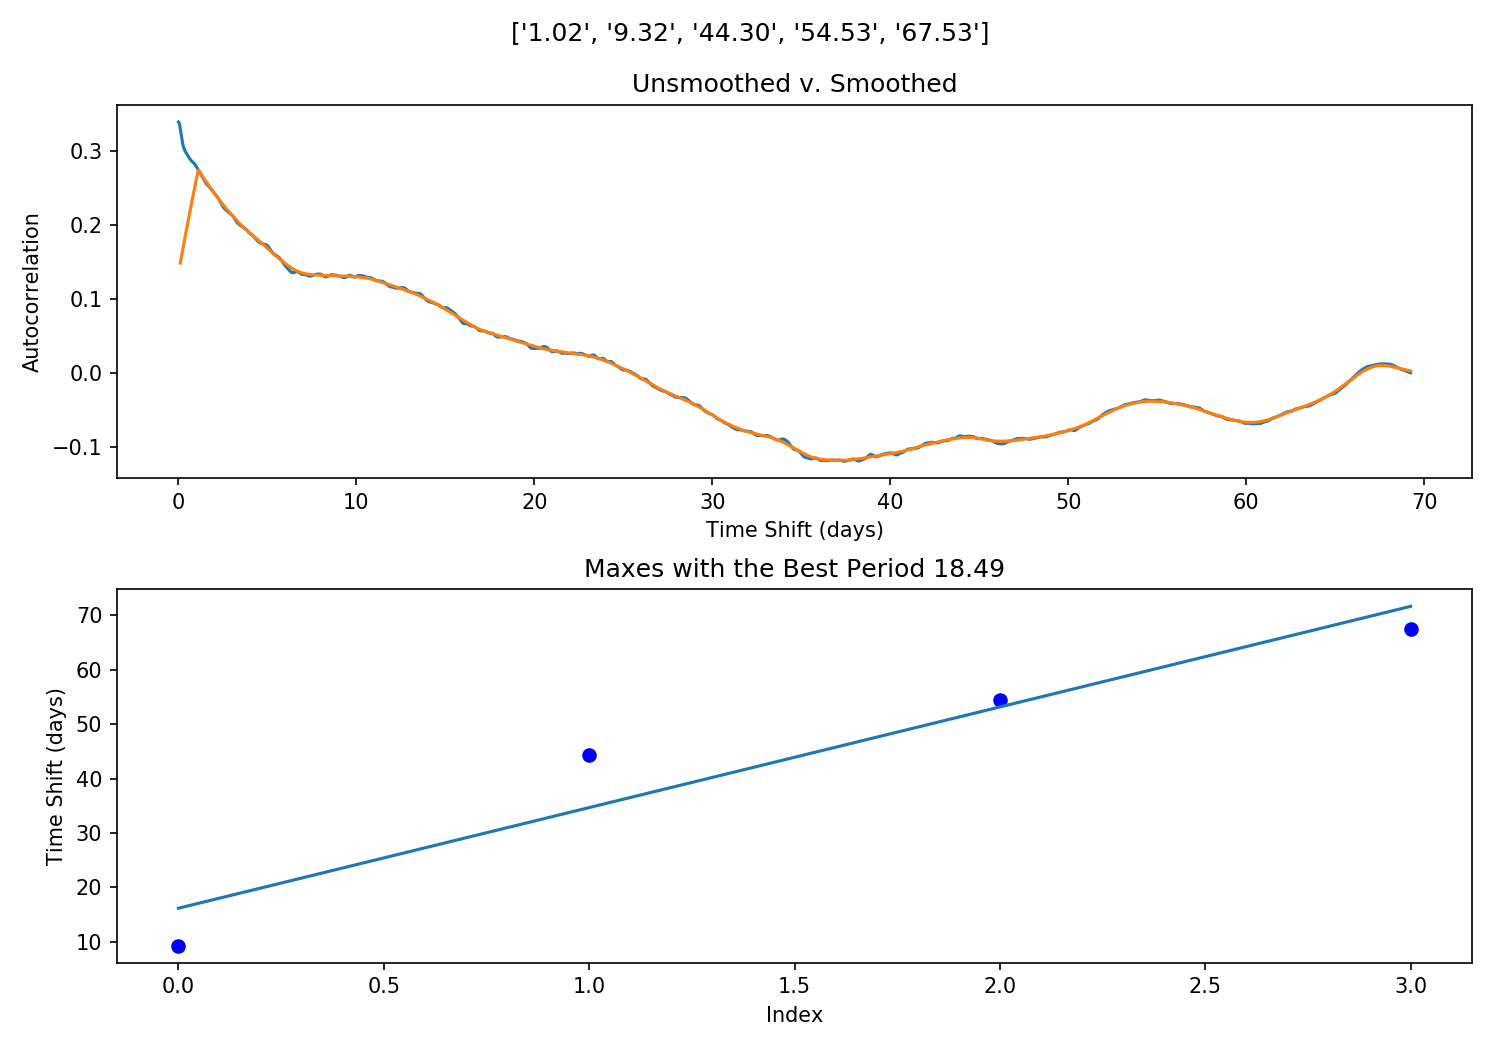 ['1.02', '9.32', '44.30', '54.53', '67.53']
Unsmoothed v. Smoothed
Autocorrelation
0.3
0.2
0.1
0.0
−0.1
0 10 20 30 40 50 60 70
Time Shift (days)
Maxes with the Best Period 18.49
Time Shift (days)
70
60
50
40
30
20
10
0.0 0.5 1.0 1.5 2.0 2.5 3.0
Index